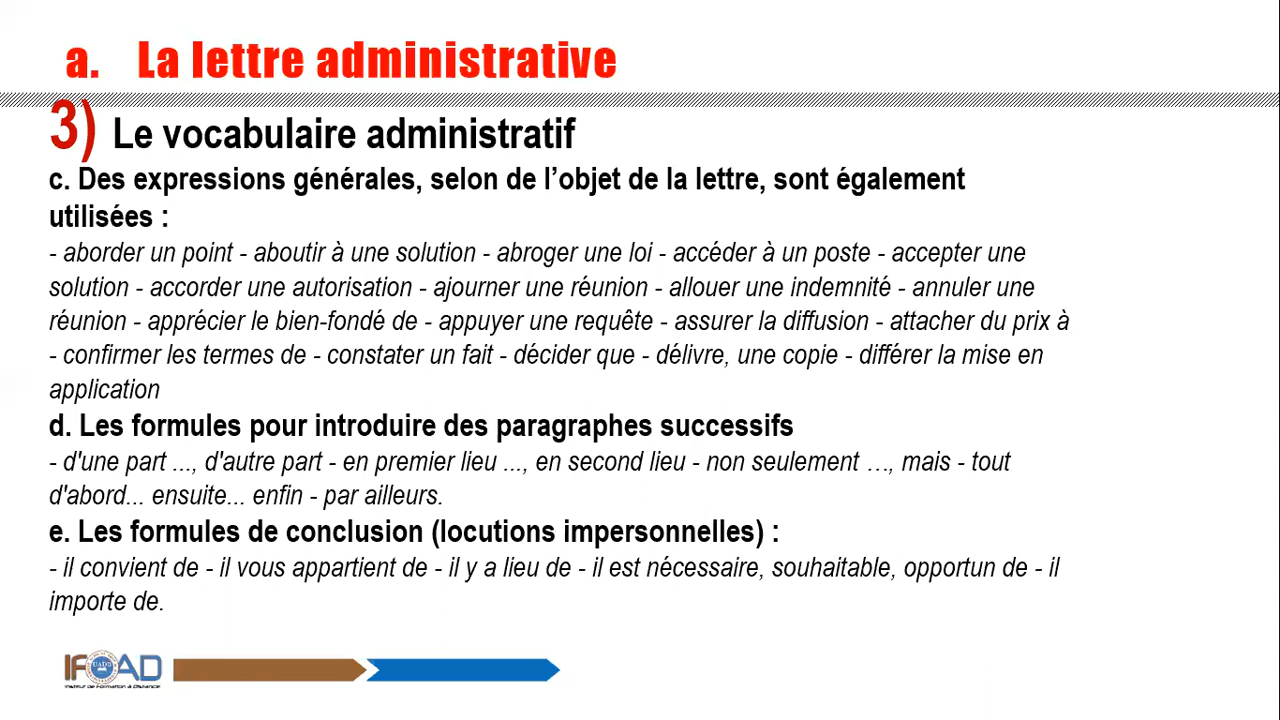 a. La lettre administrative
3) Le vocabulaire administratif
c. Des expressions générales, selon de l’objet de la lettre, sont également
utilisées :
- aborder un point - aboutir à une solution - abroger une loi - accéder à un poste - accepter une
solution - accorder une autorisation - ajourner une réunion - allouer une indemnité - annuler une
réunion - apprécier le bien-fondé de - appuyer une requête - assurer la diffusion - attacher du prix à
- confirmer les termes de - constater un fait - décider que - délivre, une copie - différer la mise en
application
d. Les formules pour introduire des paragraphes successifs
- d'une part ..., d'autre part - en premier lieu ..., en second lieu - non seulement …, mais - tout
d'abord... ensuite... enfin - par ailleurs.
e. Les formules de conclusion (locutions impersonnelles) :
- il convient de - il vous appartient de - il y a lieu de - il est nécessaire, souhaitable, opportun de - il
importe de.
IFOAD
Institut de Formation à Distance